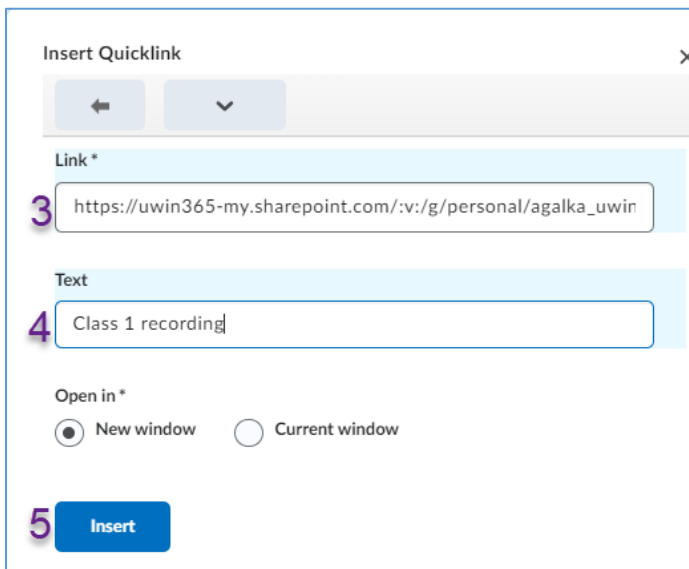 Insert Quicklink
Link *
3 https://uwin365-my.sharepoint.com/:v:/g/personal/agalka_uwin
Text
4 Class 1 recording
Open in *
New window Current window
5 Insert